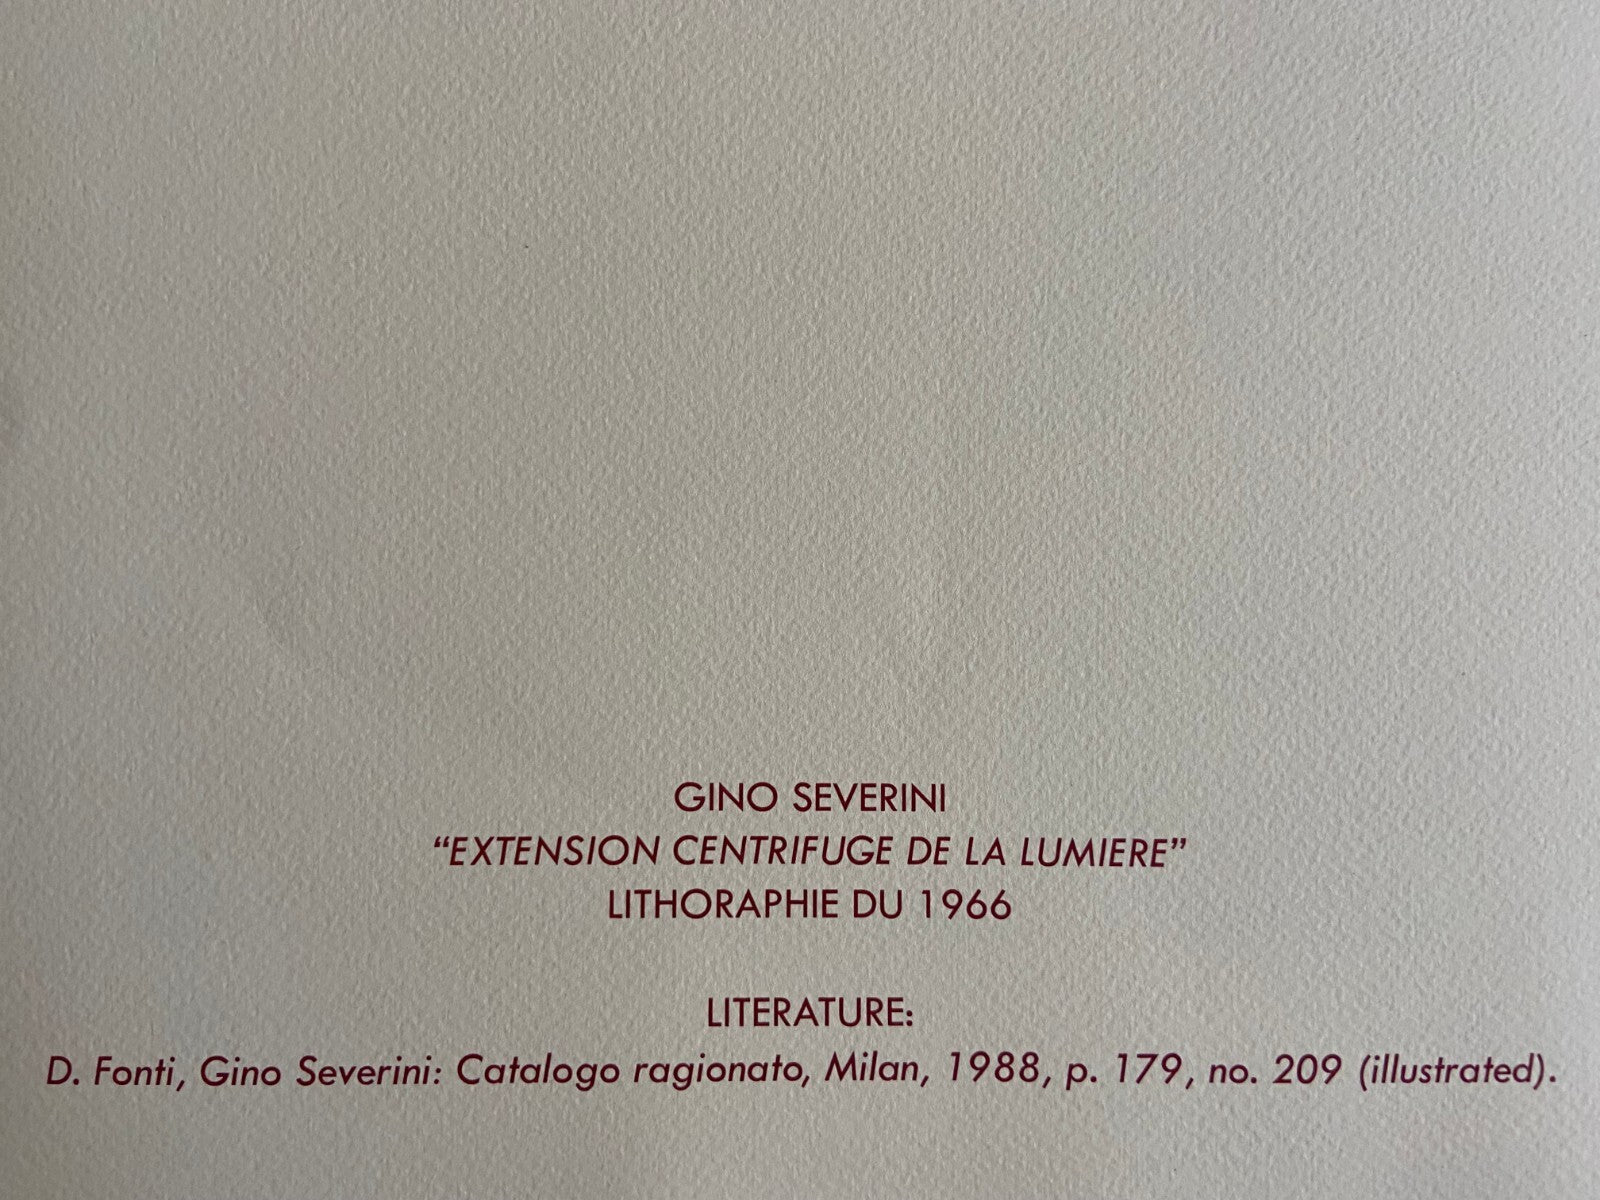 GINO SEVERINI
“EXTENSION CENTRIFUGE DE LA LUMIERE”
LITHORAPHIE DU 1966
LITERATURE:
D. Fonti, Gino Severini: Catalogo ragionato, Milan, 1988, p. 179, no. 209 (illustrated).